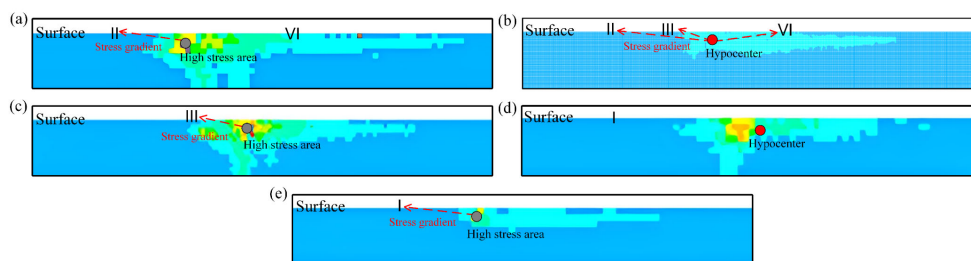 (a)
Surface
II
VI
Stress gradient
High stress area
(b)
Surface
II
III
VI
Stress gradient
Hypocenter
(c)
Surface
III
Stress gradient
High stress area
(d)
Surface
I
Hypocenter
(e)
Surface
I
Stress gradient
High stress area